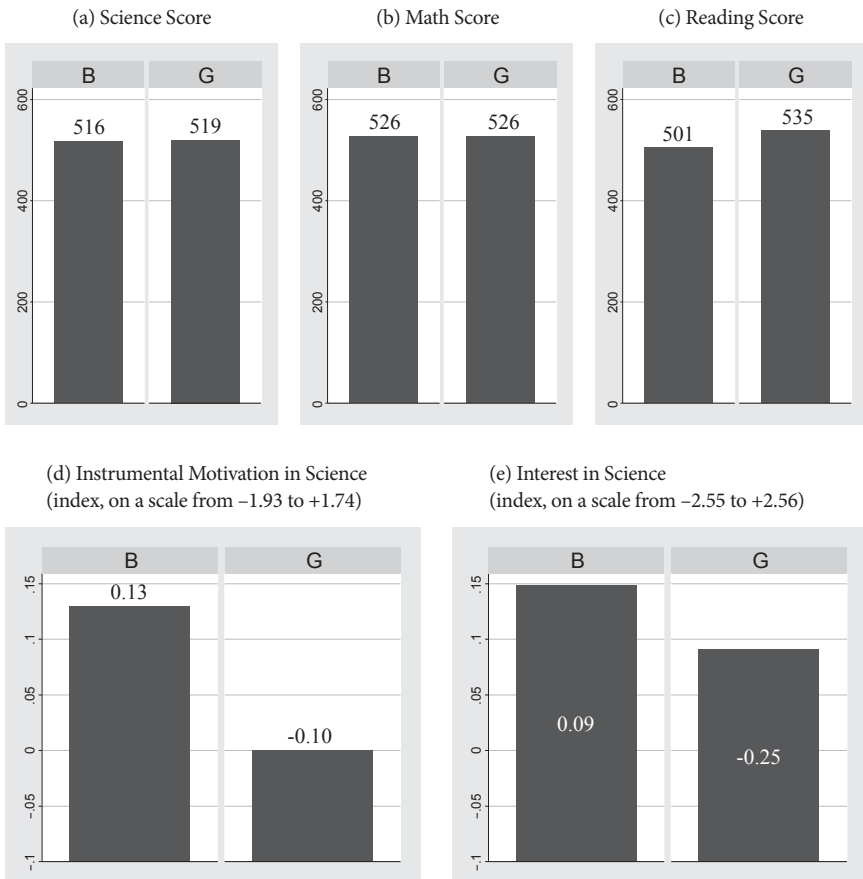 (a) Science Score
B G
600
400
200
0
516 519
(b) Math Score
B G
600
400
200
0
526 526
(c) Reading Score
B G
600
400
200
0
501 535
(d) Instrumental Motivation in Science
(index, on a scale from –1.93 to +1.74)
B G
.15
.1
.05
0
-.05
-.1
0.13 -0.10
(e) Interest in Science
(index, on a scale from –2.55 to +2.56)
B G
.15
.1
.05
0
-.05
-.1
0.09 -0.25